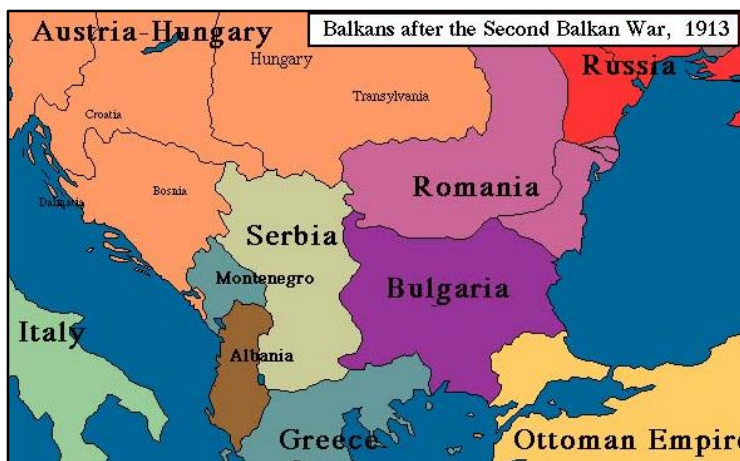 Balkans after the Second Balkan War, 1913
Austria-Hungary
Hungary
Russia
Transylvania
Croatia
Romania
Bosnia
Dalmatia
Serbia
Montenegro
Bulgaria
Italy
Albania
Greece
Ottoman Empire